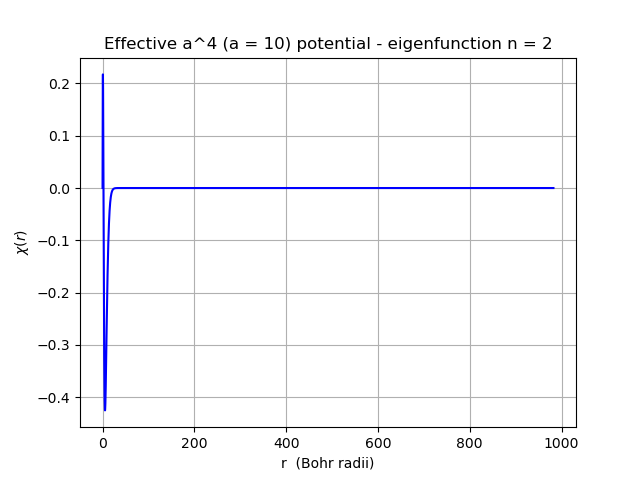 Effective a^4 (a = 10) potential - eigenfunction n = 2
0.2
0.1
0.0
−0.1
−0.2
−0.3
−0.4
χ(r)
0 200 400 600 800 1000
r (Bohr radii)